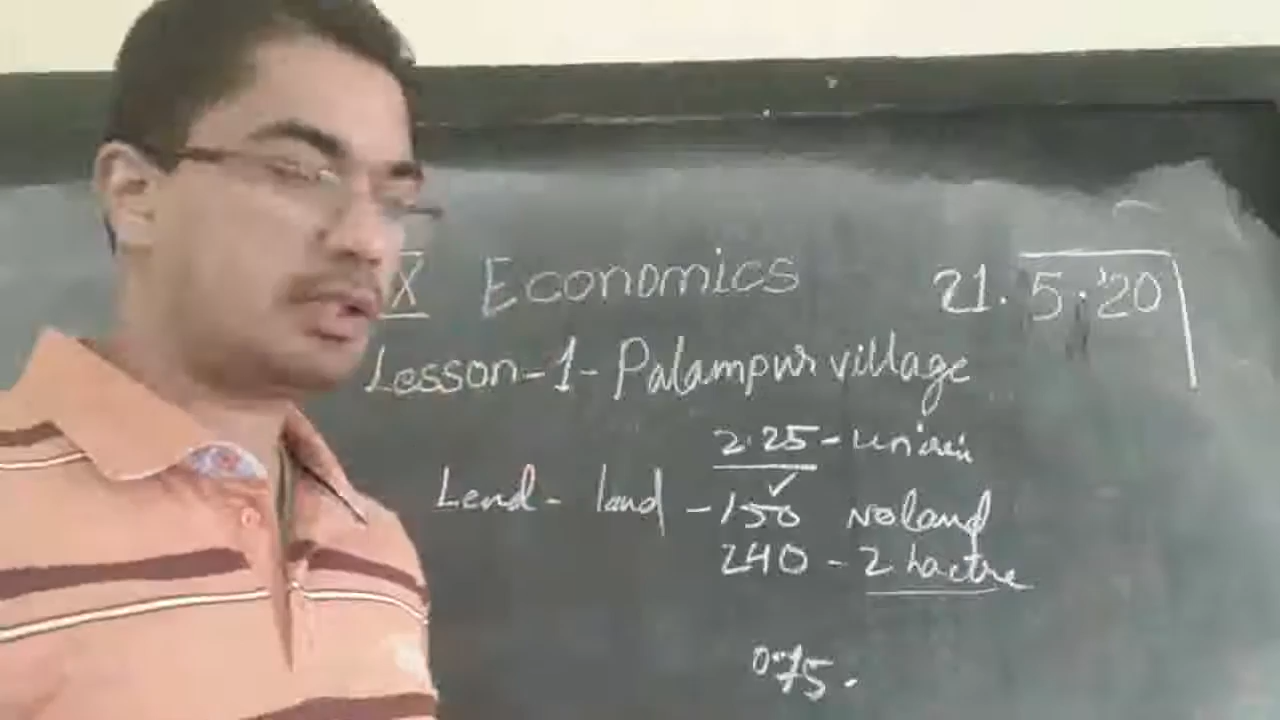 X Economics 21.5.'20
Lesson-1-Palampur village
2.25-
Lend- land -150 No land
240 - 2 hactre
0.75.